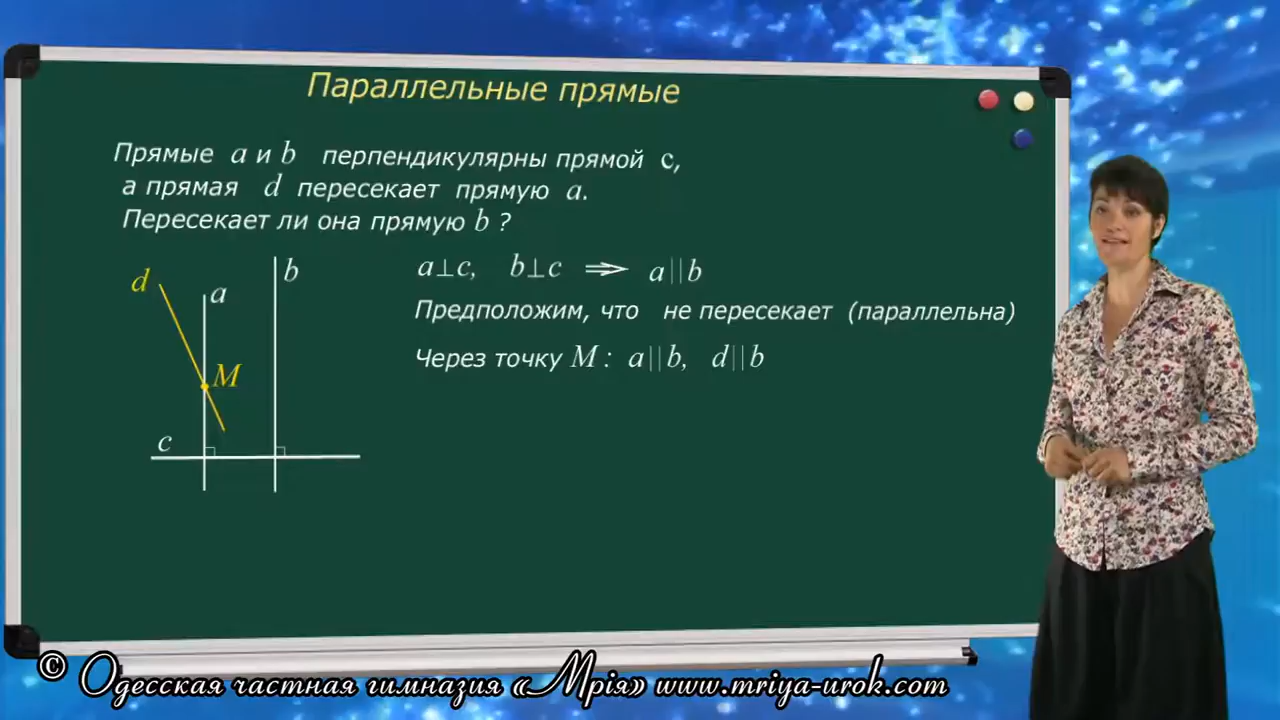 Параллельные прямые
Прямые a и b перпендикулярны прямой c,
а прямая d пересекает прямую a.
Пересекает ли она прямую b ?
a⊥c, b⊥c ⇒ a||b
Предположим, что не пересекает (параллельна)
Через точку M : a||b, d||b
d
a
b
M
c
© Одесская частная гимназия «Мрія» www.mriya-urok.com